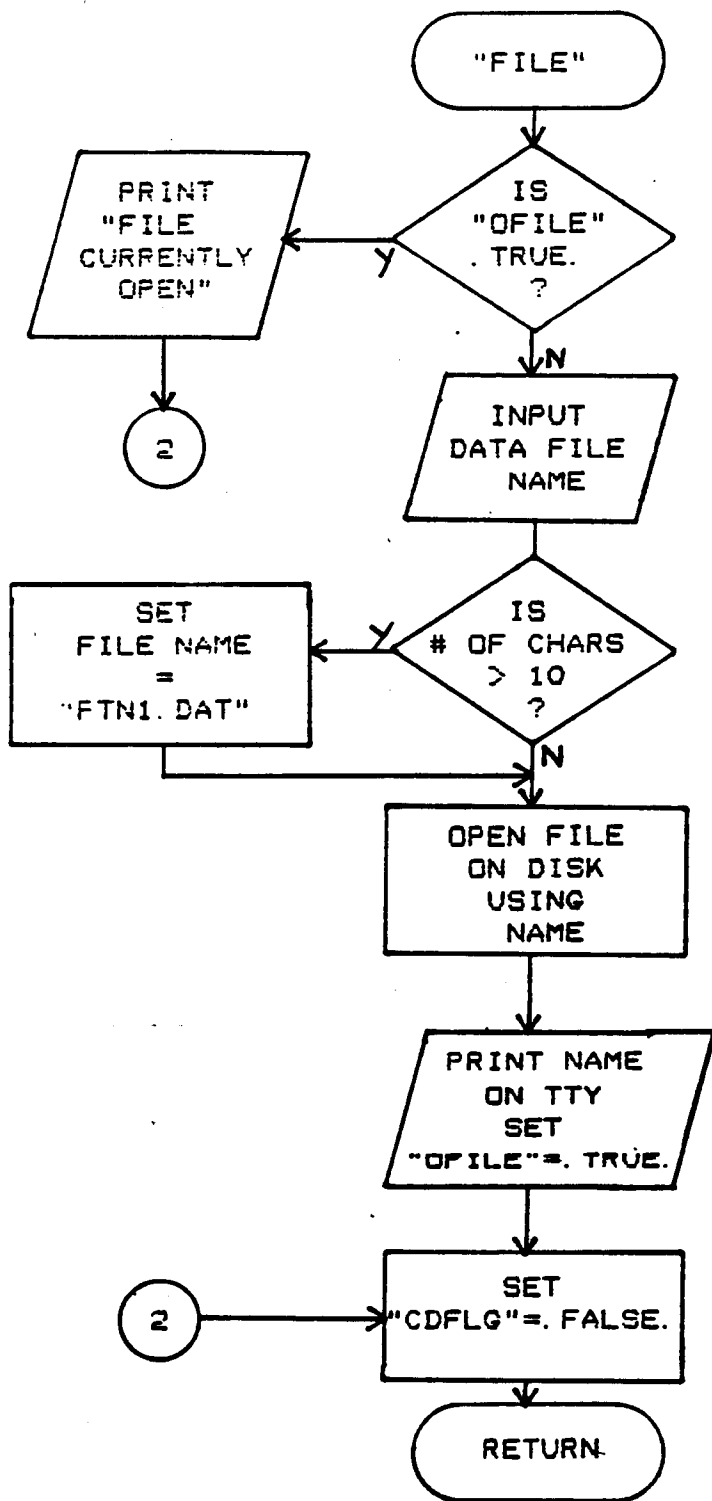 "FILE"
IS
"OFILE"
.TRUE.
?
Y
PRINT
"FILE
CURRENTLY
OPEN"
2
N
INPUT
DATA FILE
NAME
IS
# OF CHARS
> 10
?
Y
SET
FILE NAME
=
"FTN1.DAT"
N
OPEN FILE
ON DISK
USING
NAME
PRINT NAME
ON TTY
SET
"OFILE"=.TRUE.
2
SET
"CDFLG"=.FALSE.
RETURN